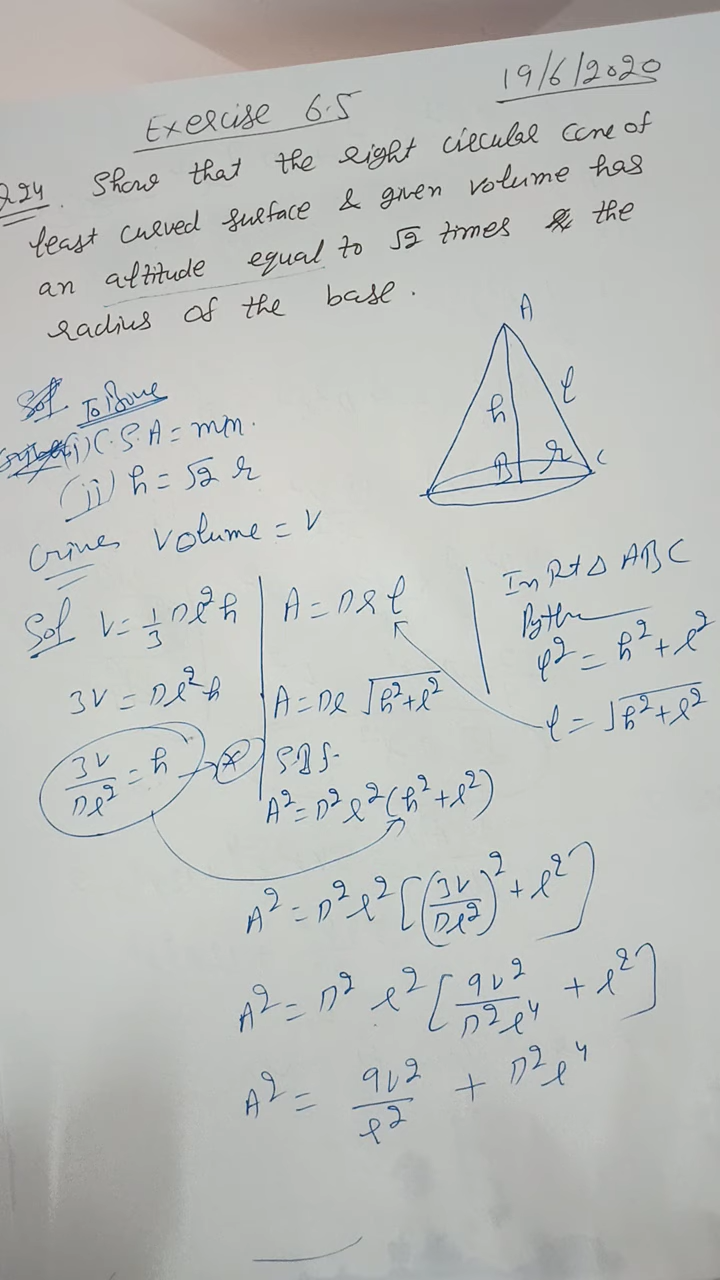 19/6/2020
Exercise 6.5
Q24. Show that the right circular cone of
least curved surface & given volume has
an altitude equal to √2 times the
radius of the base.
A
h
l
B
r
C
Sol To Prove
(i) C.S.A = min.
(ii) h = √2 r
Given Volume = V
Sol V = 1/3 πr²h
3V = πr²h
3V/πr² = h → *
A = πrl
A = πr √(h²+r²)
SBS.
A² = π²r²(h²+r²)
In Rt Δ ABC
Pyth
l² = h² + r²
l = √(h²+r²)
A² = π²r² [(3V/πr²)² + r²]
A² = π² r² [9V²/π²r⁴ + r²]
A² = 9V²/r² + π²r⁴